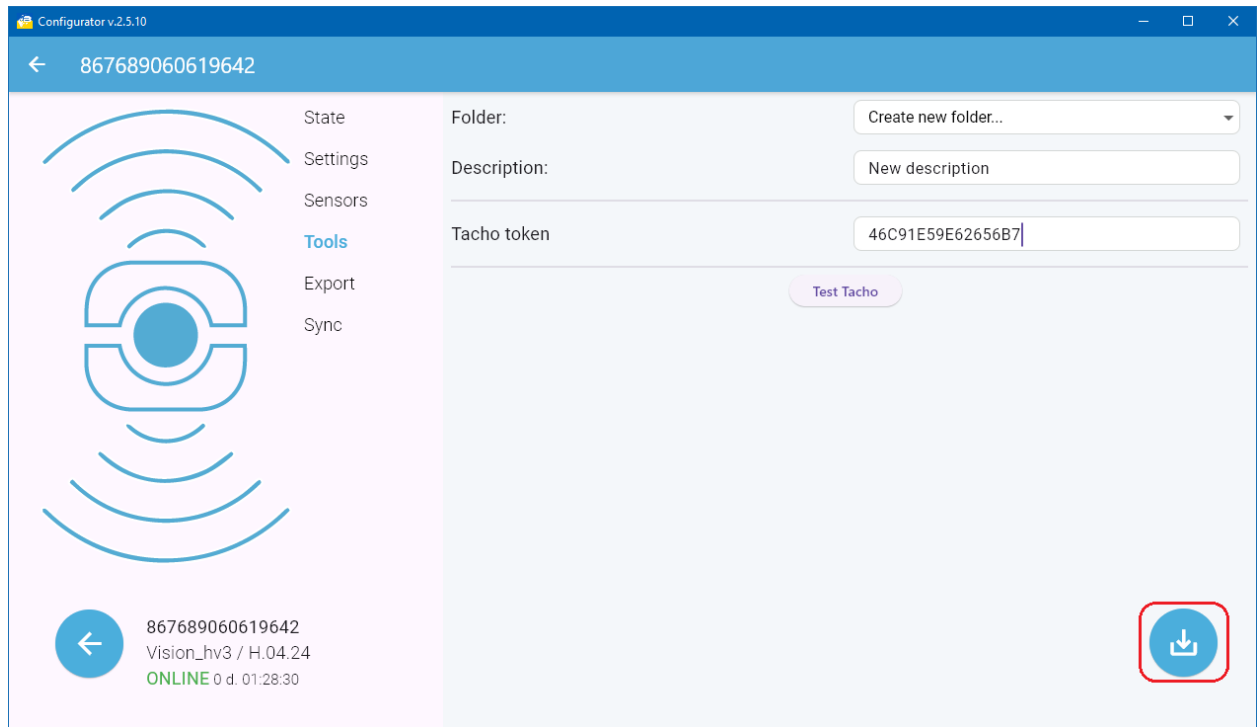 Configurator v.2.5.10
867689060619642
State
Settings
Sensors
Tools
Export
Sync
Folder:
Create new folder...
Description:
New description
Tacho token
46C91E59E62656B7
Test Tacho
867689060619642
Vision_hv3 / H.04.24
ONLINE 0 d. 01:28:30